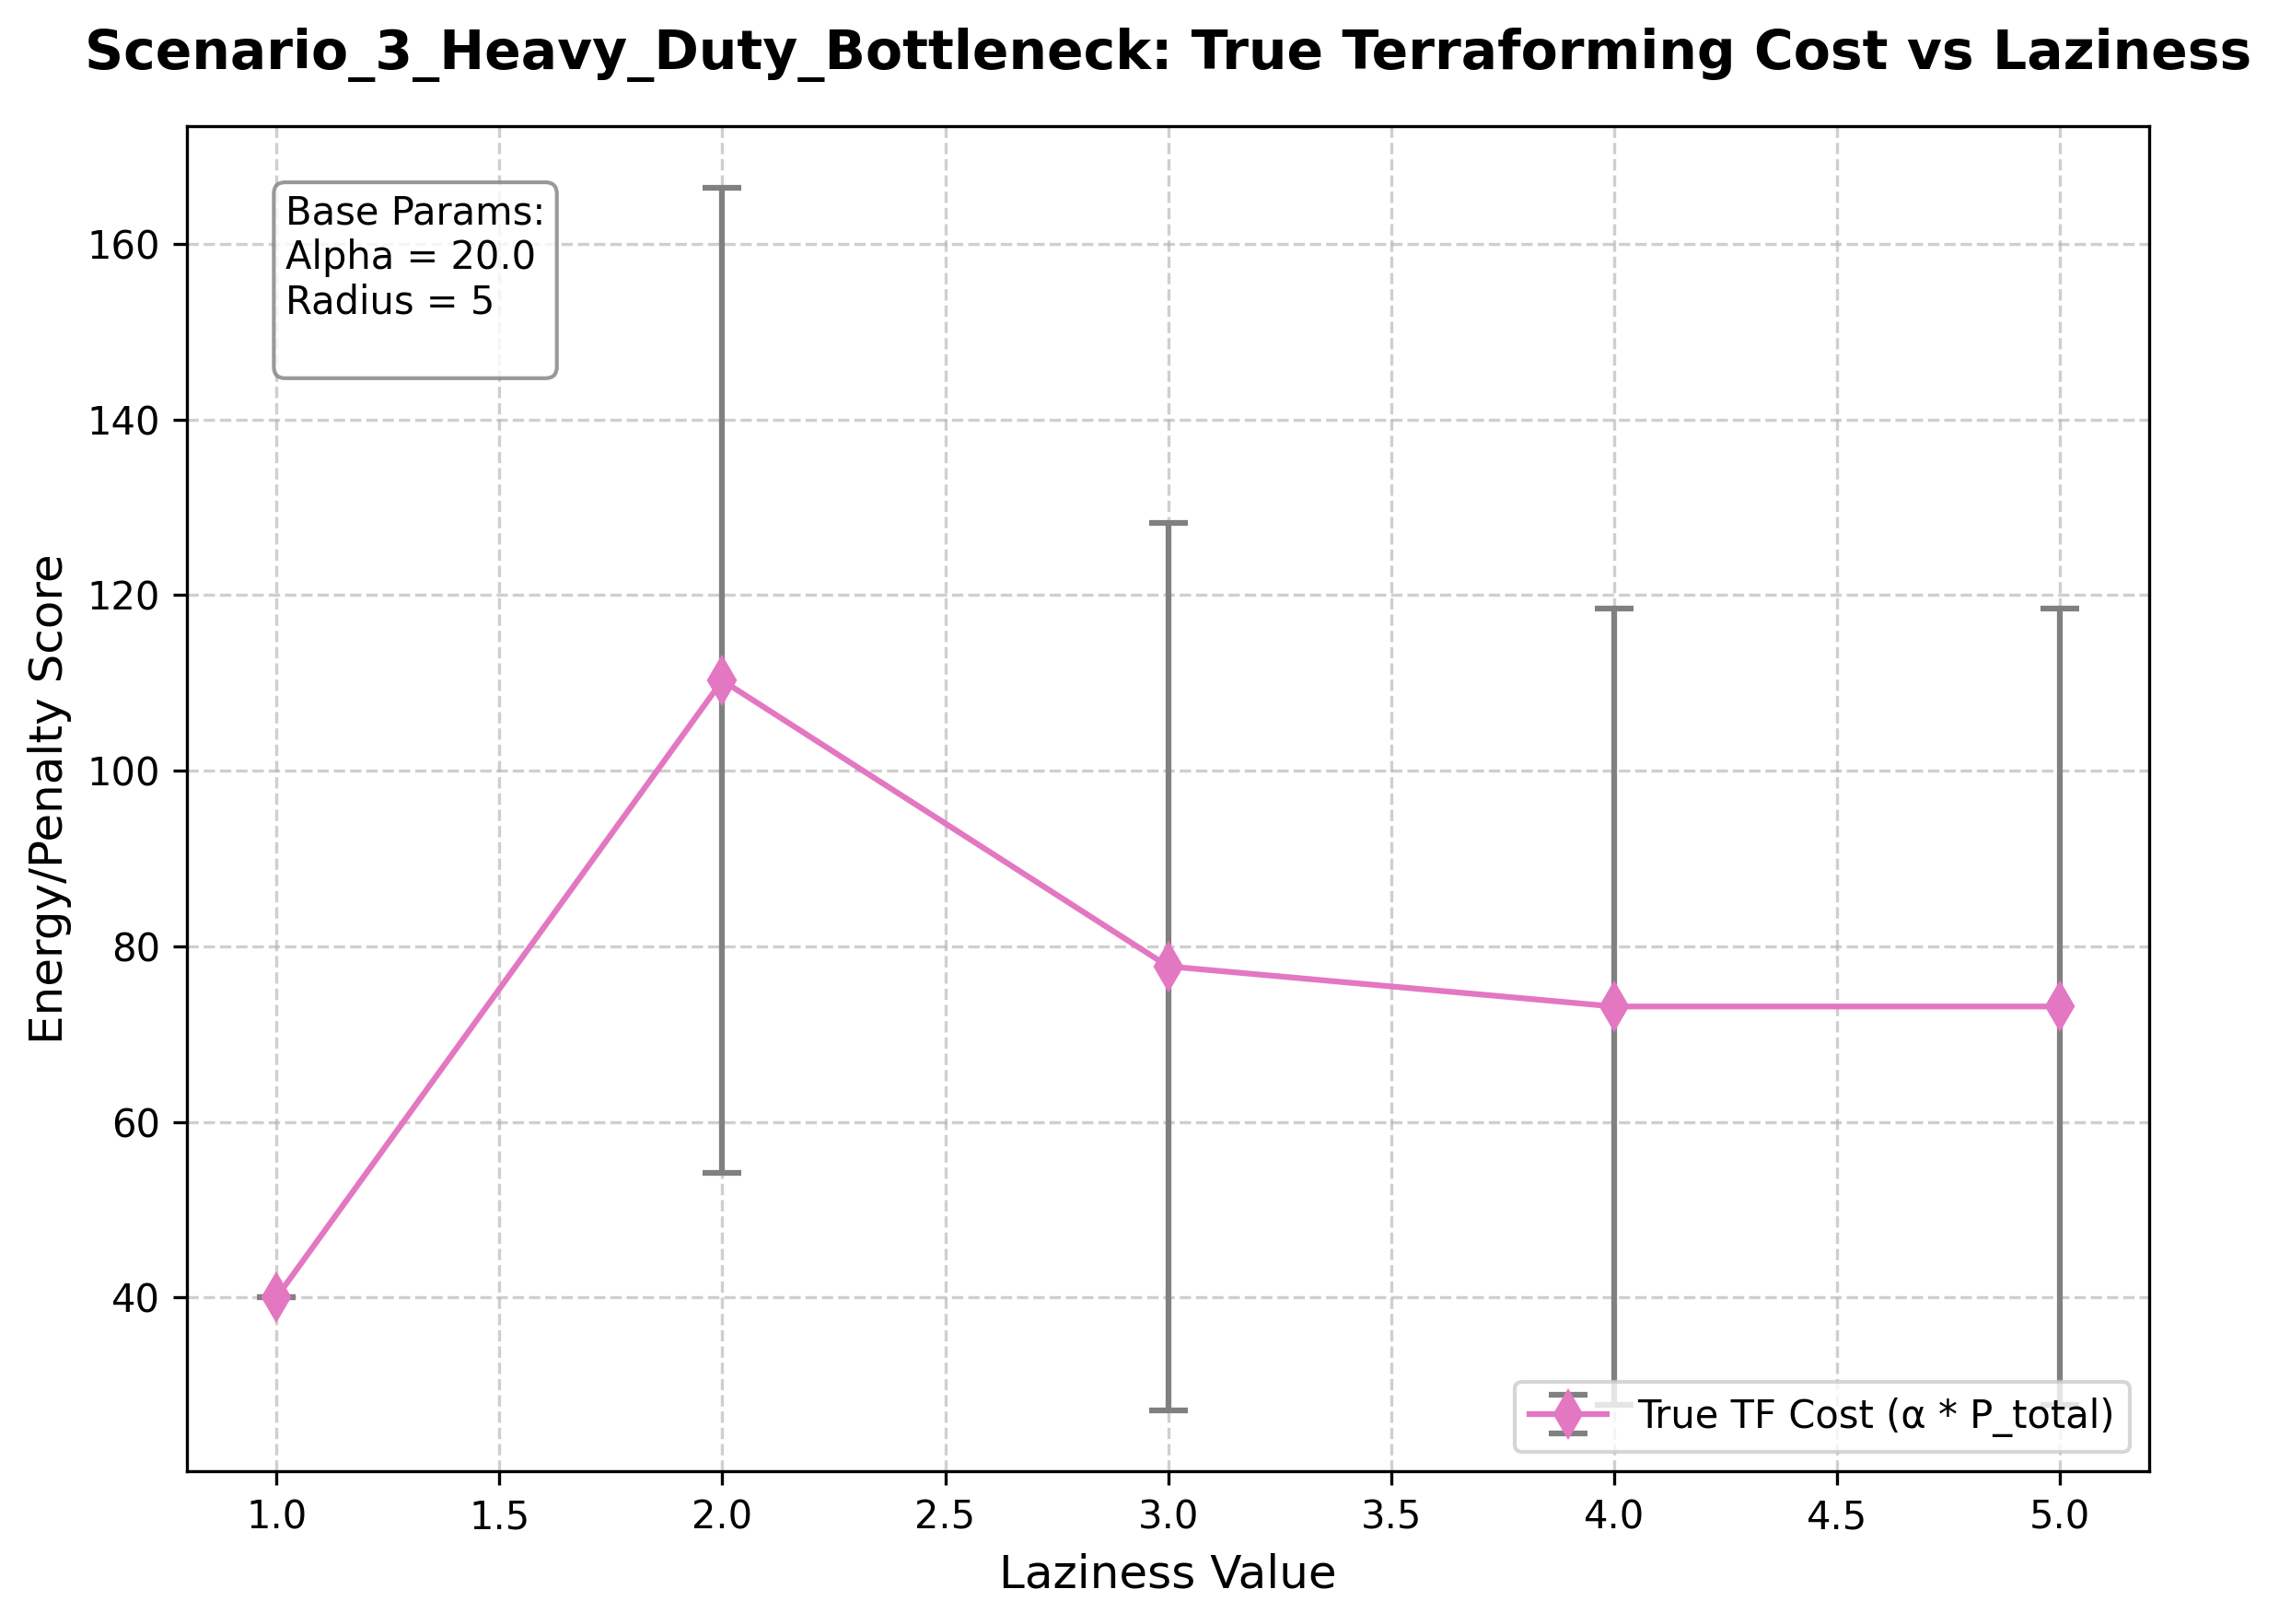 Scenario_3_Heavy_Duty_Bottleneck: True Terraforming Cost vs Laziness
Base Params:
Alpha = 20.0
Radius = 5
Energy/Penalty Score
160
140
120
100
80
60
40
True TF Cost (α * P_total)
1.0 1.5 2.0 2.5 3.0 3.5 4.0 4.5 5.0
Laziness Value